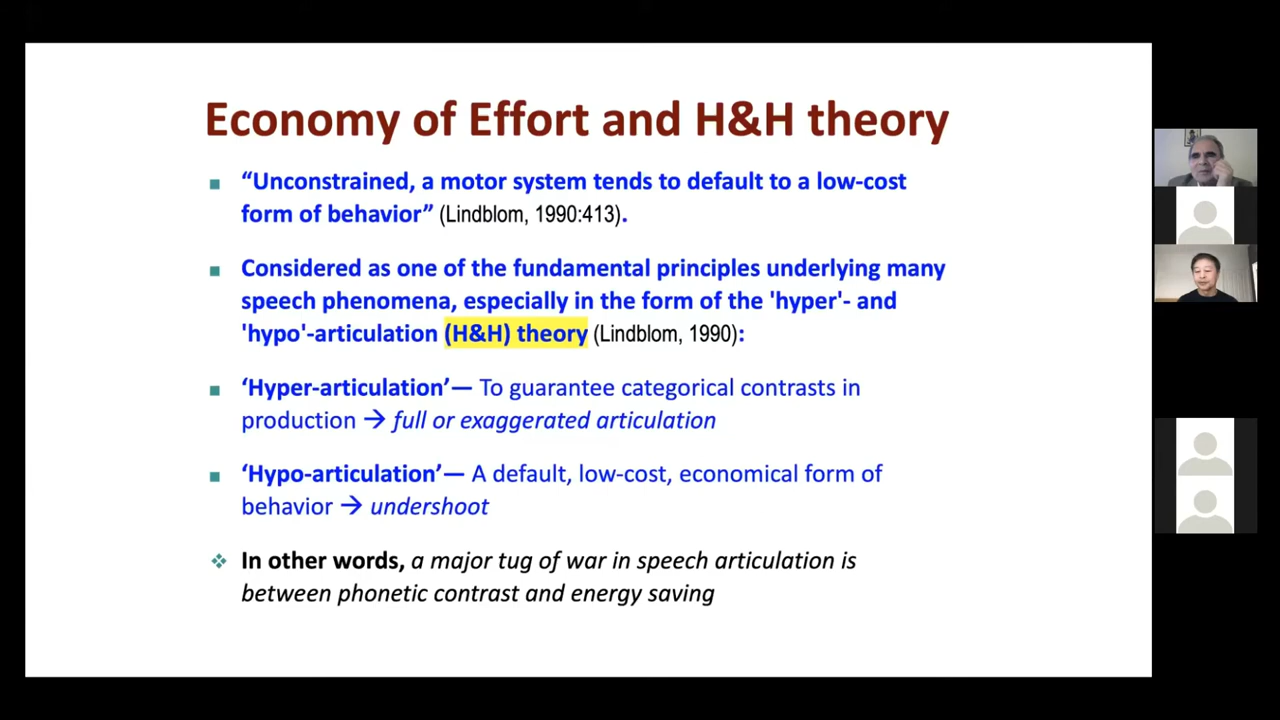 Economy of Effort and H&H theory
■ “Unconstrained, a motor system tends to default to a low-cost
form of behavior” (Lindblom, 1990:413).
■ Considered as one of the fundamental principles underlying many
speech phenomena, especially in the form of the 'hyper'- and
'hypo'-articulation (H&H) theory (Lindblom, 1990):
■ ‘Hyper-articulation’— To guarantee categorical contrasts in
production → full or exaggerated articulation
■ ‘Hypo-articulation’— A default, low-cost, economical form of
behavior → undershoot
❖ In other words, a major tug of war in speech articulation is
between phonetic contrast and energy saving